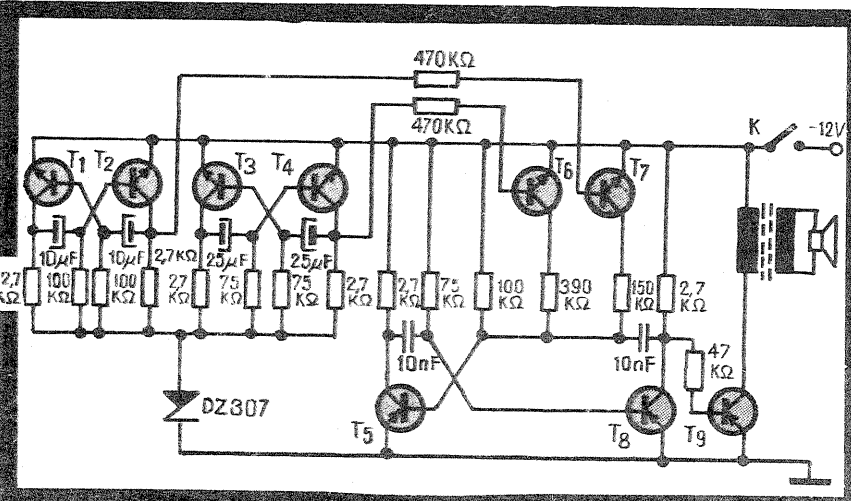 470KΩ
470KΩ
K
-12V
T1
T2
T3
T4
T6
T7
10μF
10μF
2,7KΩ
25μF
25μF
2,7 KΩ
100 KΩ
100 KΩ
2,7 KΩ
75 KΩ
75 KΩ
2,7 KΩ
2,7 KΩ
75 KΩ
100 KΩ
390 KΩ
150 KΩ
2,7 KΩ
10nF
10nF
47 KΩ
DZ307
T5
T8
T9